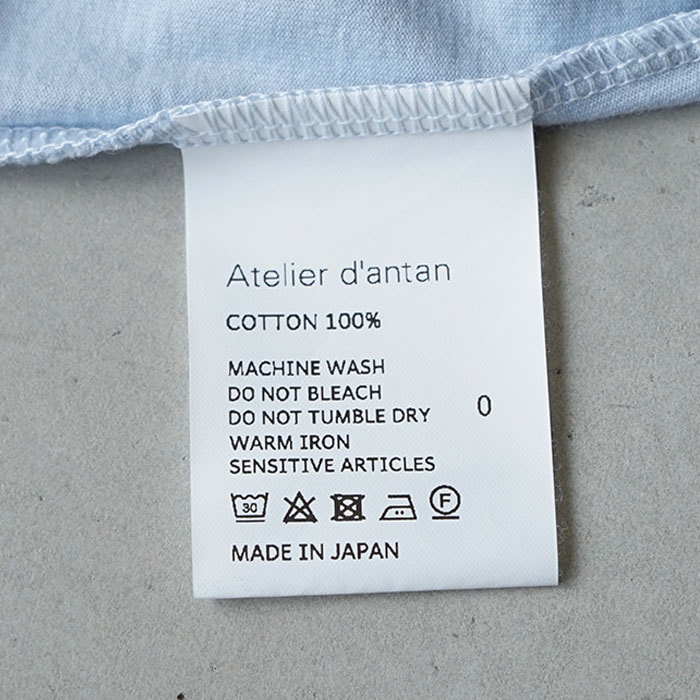 Atelier d'antan
COTTON 100%
MACHINE WASH
DO NOT BLEACH
DO NOT TUMBLE DRY
WARM IRON
SENSITIVE ARTICLES
0
30
F
MADE IN JAPAN